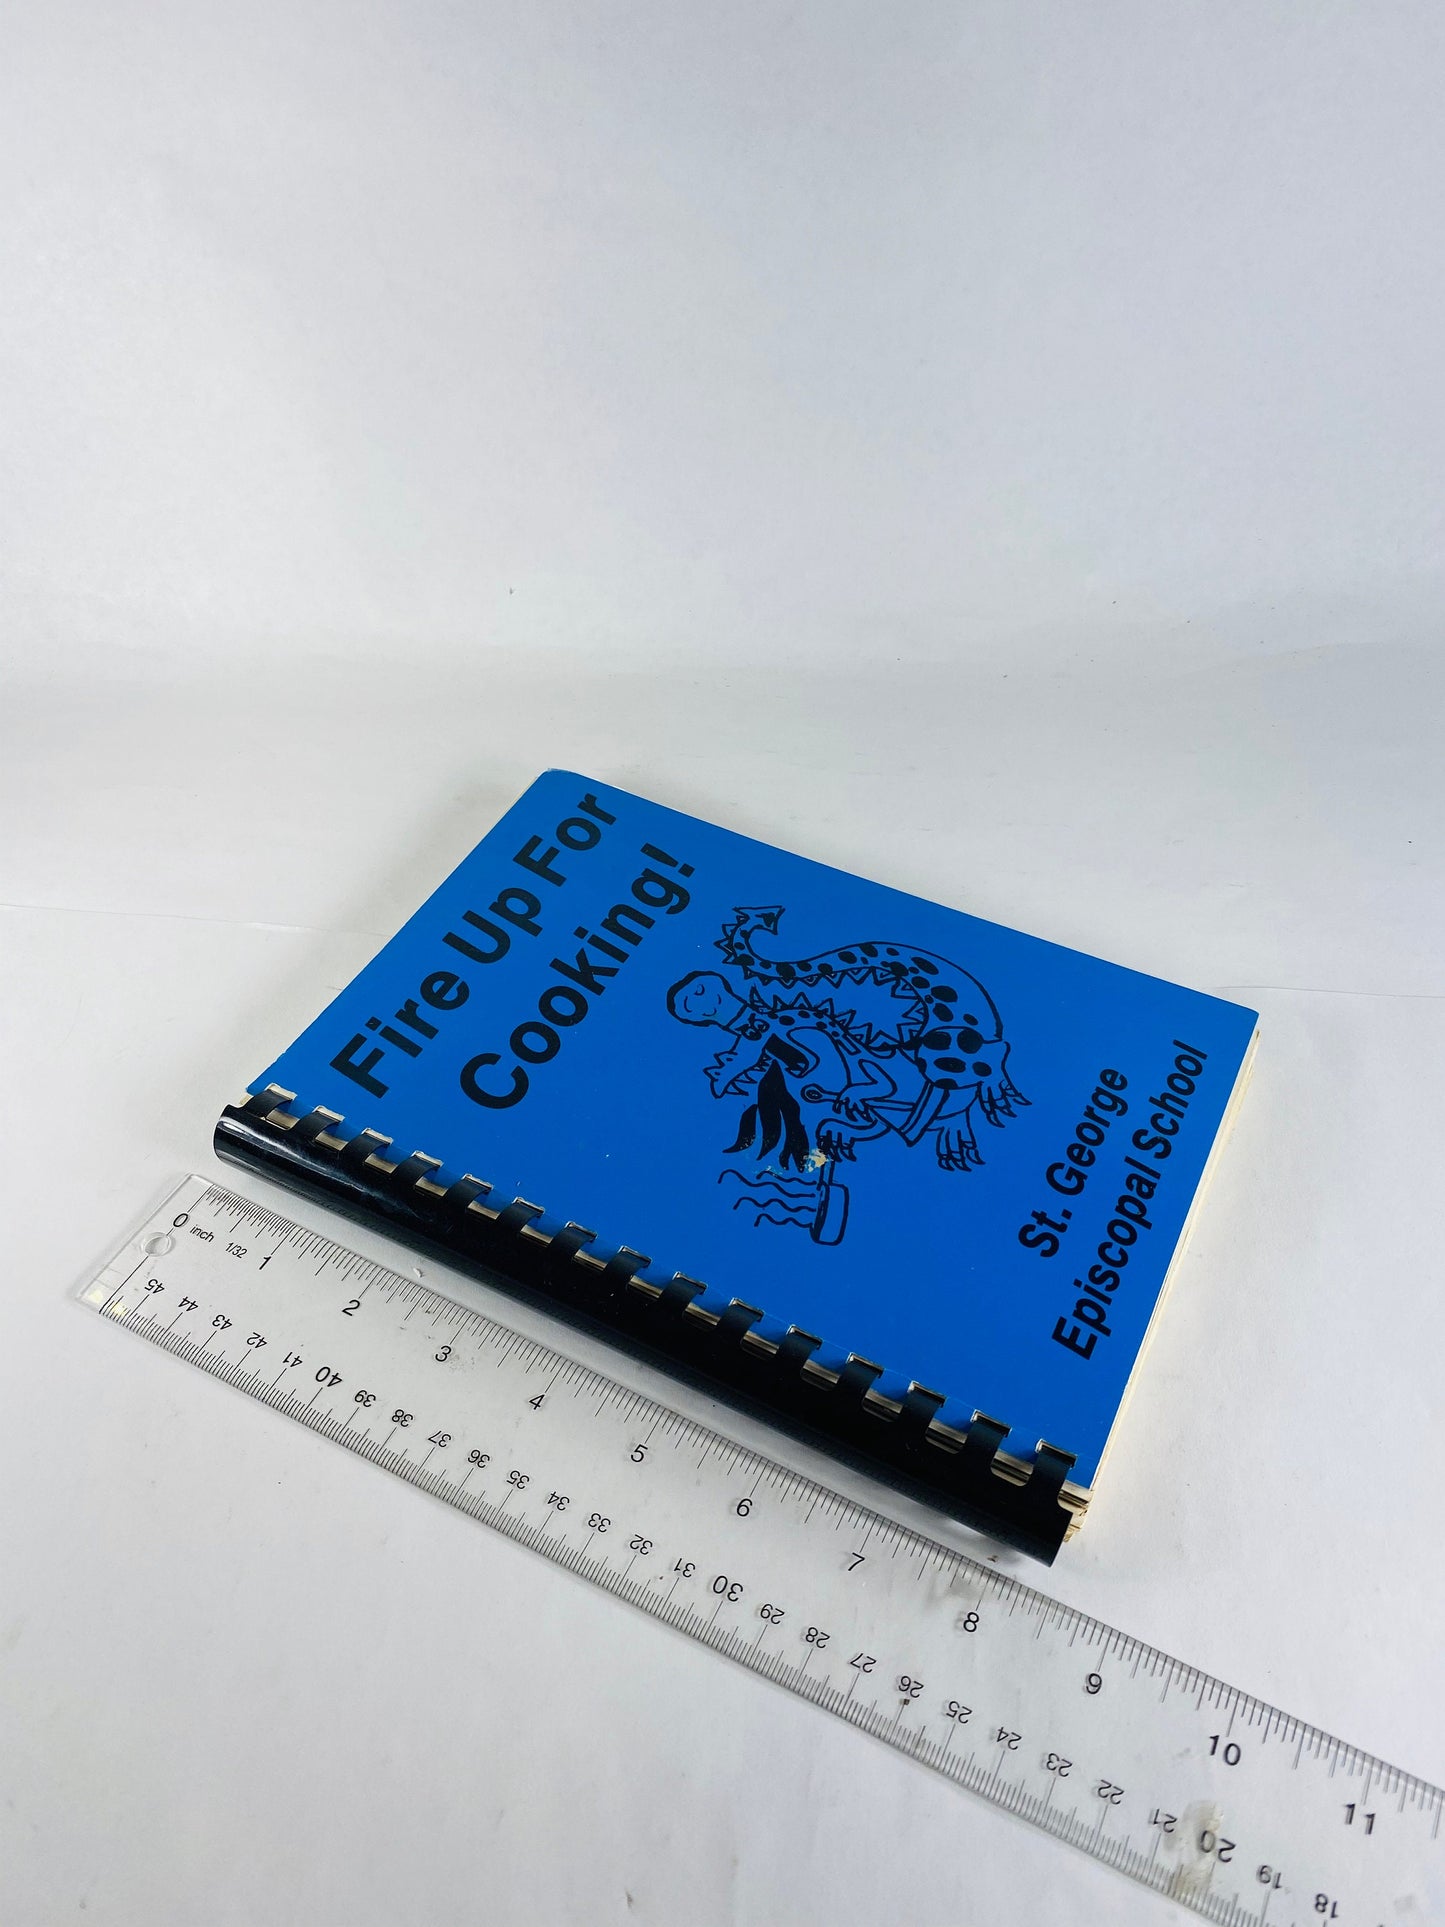 Fire Up For
Cooking!
St. George
Episcopal School
0 inch 1/32 1 2 3 4 5 6 7 8 9 10 11
45 44 43 42 41 40 39 38 37 36 35 34 33 32 31 30 29 28 27 26 25 24 23 22 21 20 19 18